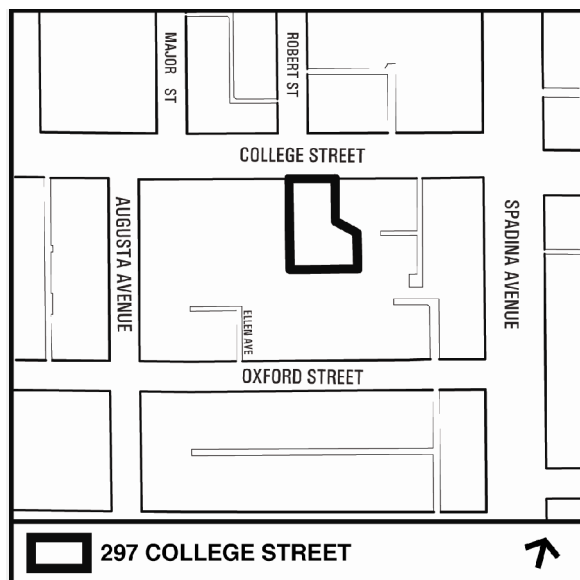 MAJOR ST
ROBERT ST
COLLEGE STREET
AUGUSTA AVENUE
SPADINA AVENUE
ELLEN AVE
OXFORD STREET
297 COLLEGE STREET